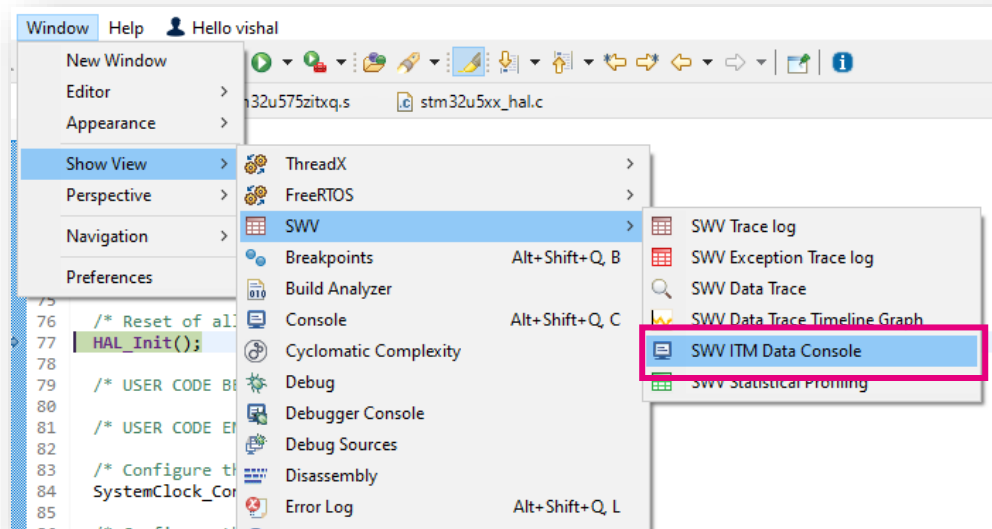 Window Help Hello vishal
New Window
Editor
Appearance
Show View
Perspective
Navigation
Preferences
m32u575zitxq.s stm32u5xx_hal.c
ThreadX
FreeRTOS
SWV
Breakpoints Alt+Shift+Q, B
Build Analyzer
Console Alt+Shift+Q, C
Cyclomatic Complexity
Debug
Debugger Console
Debug Sources
Disassembly
Error Log Alt+Shift+Q, L
SWV Trace log
SWV Exception Trace log
SWV Data Trace
SWV Data Trace Timeline Graph
SWV ITM Data Console
SWV Statistical Profiling
75
76 /* Reset of all
77 HAL_Init();
78
79 /* USER CODE BE
80
81 /* USER CODE EN
82
83 /* Configure th
84 SystemClock_Con
85